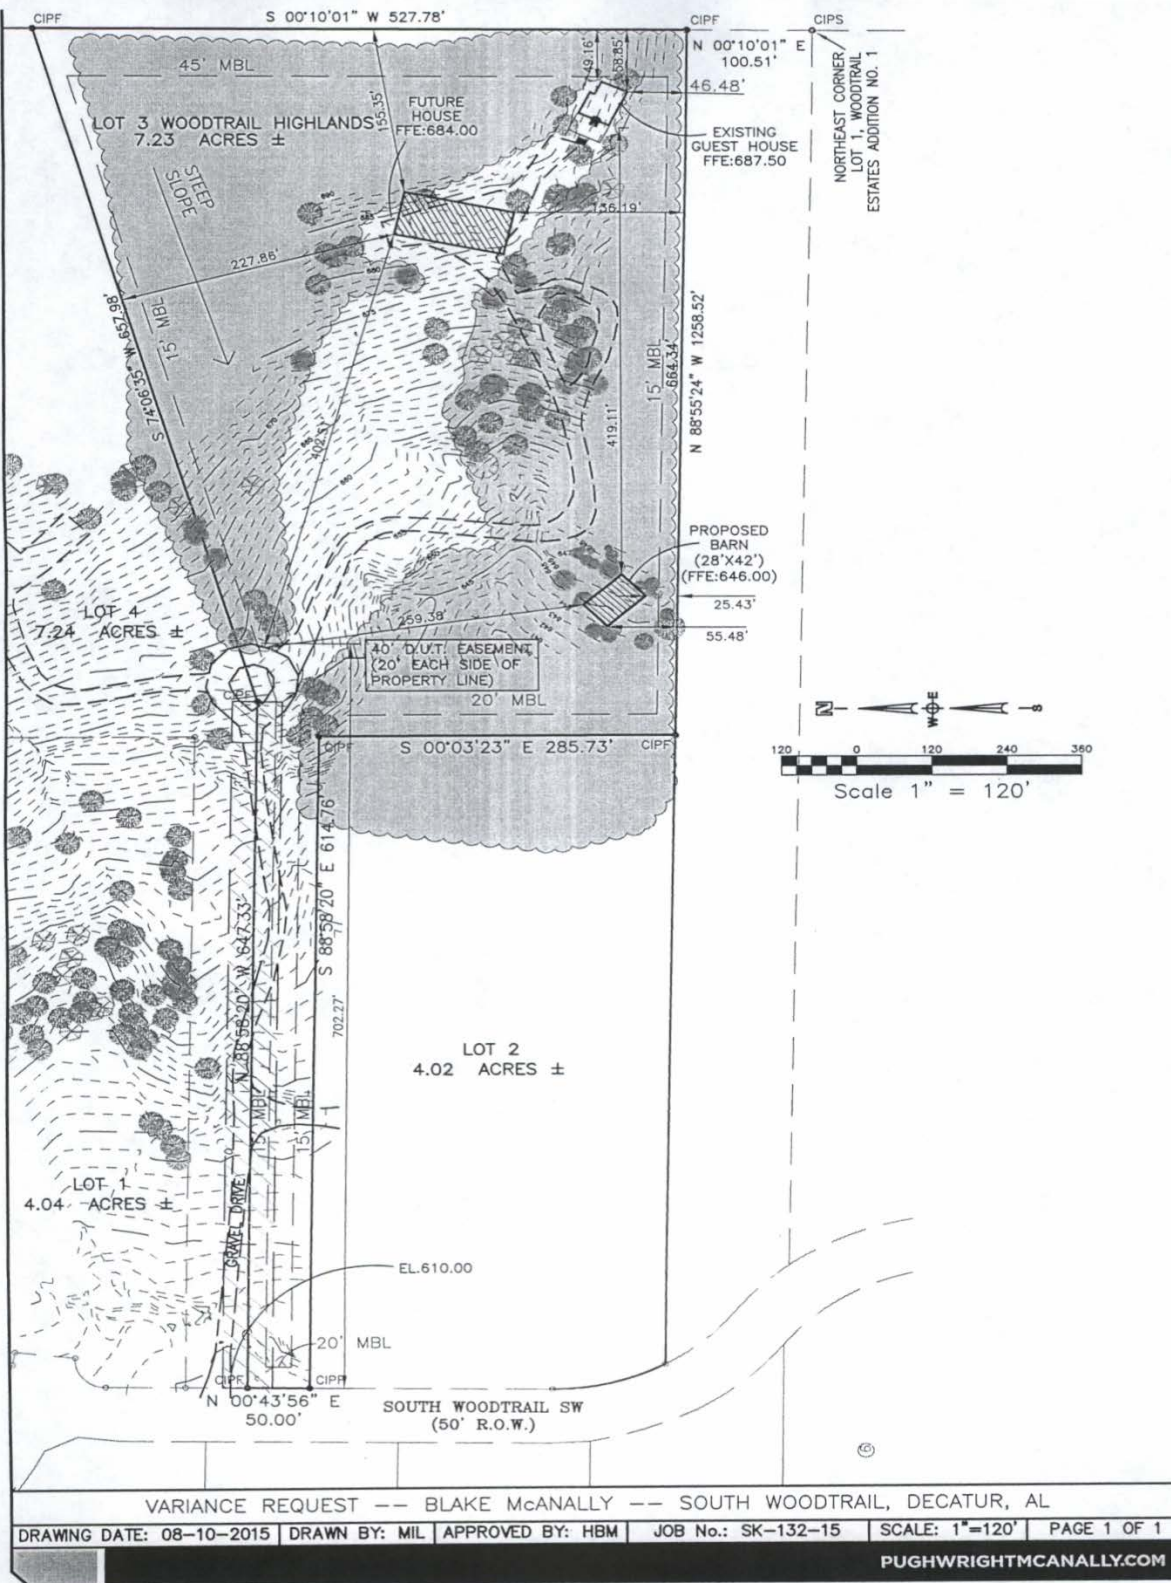 CIPF
S 00°10'01" W 527.78'
CIPF
CIPS
N 00°10'01" E
100.51'
45' MBL
49.16'
58.85'
46.48'
NORTHEAST CORNER
LOT 1, WOODTRAIL
ESTATES ADDITION NO. 1
155.35'
FUTURE
HOUSE
FFE:684.00
LOT 3 WOODTRAIL HIGHLANDS
7.23 ACRES ±
EXISTING
GUEST HOUSE
FFE:687.50
STEEP
SLOPE
690
685
680
675
136.19'
227.86'
S 74°06'35" W 657.98'
15' MBL
15' MBL
664.34'
N 88°55'24" W 1258.52'
670
402.51'
419.11'
660
PROPOSED
BARN
(28'X42')
(FFE:646.00)
25.43'
55.48'
645
LOT 4
7.24 ACRES ±
259.38'
40' D.U.T. EASEMENT
(20' EACH SIDE OF
PROPERTY LINE)
CIPF
20' MBL
CIPF
S 00°03'23" E 285.73'
CIPF
N
W
E
S
120
0
120
240
360
Scale 1" = 120'
S 88°58'20" E 614.76'
N 88°58'20" W 647.33'
702.27'
LOT 2
4.02 ACRES ±
15' MBL
15' MBL
LOT 1
4.04 ACRES ±
GRAVEL DRIVE
EL.610.00
20' MBL
CIPF
CIPF
N 00°43'56" E
50.00'
SOUTH WOODTRAIL SW
(50' R.O.W.)
VARIANCE REQUEST -- BLAKE McANALLY -- SOUTH WOODTRAIL, DECATUR, AL
DRAWING DATE: 08-10-2015
DRAWN BY: MIL
APPROVED BY: HBM
JOB No.: SK-132-15
SCALE: 1"=120'
PAGE 1 OF 1
PUGHWRIGHTMCANALLY.COM